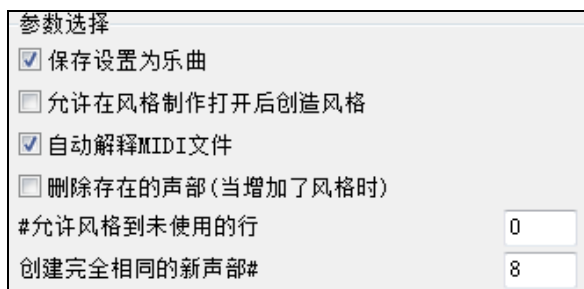 参数选择
保存设置为乐曲
允许在风格制作打开后创造风格
自动解释MIDI文件
删除存在的声部(当增加了风格时)
#允许风格到未使用的行 0
创建完全相同的新声部# 8